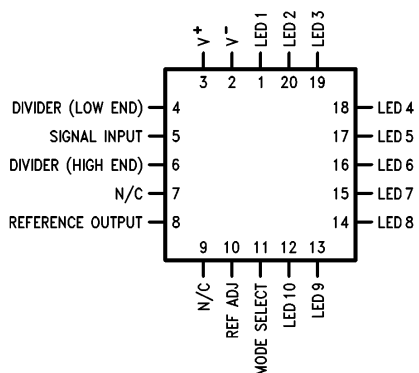 V+
V-
LED 1
LED 2
LED 3
3 2 1 20 19
DIVIDER (LOW END) 4
SIGNAL INPUT 5
DIVIDER (HIGH END) 6
N/C 7
REFERENCE OUTPUT 8
18 LED 4
17 LED 5
16 LED 6
15 LED 7
14 LED 8
9 10 11 12 13
N/C
REF ADJ
MODE SELECT
LED 10
LED 9